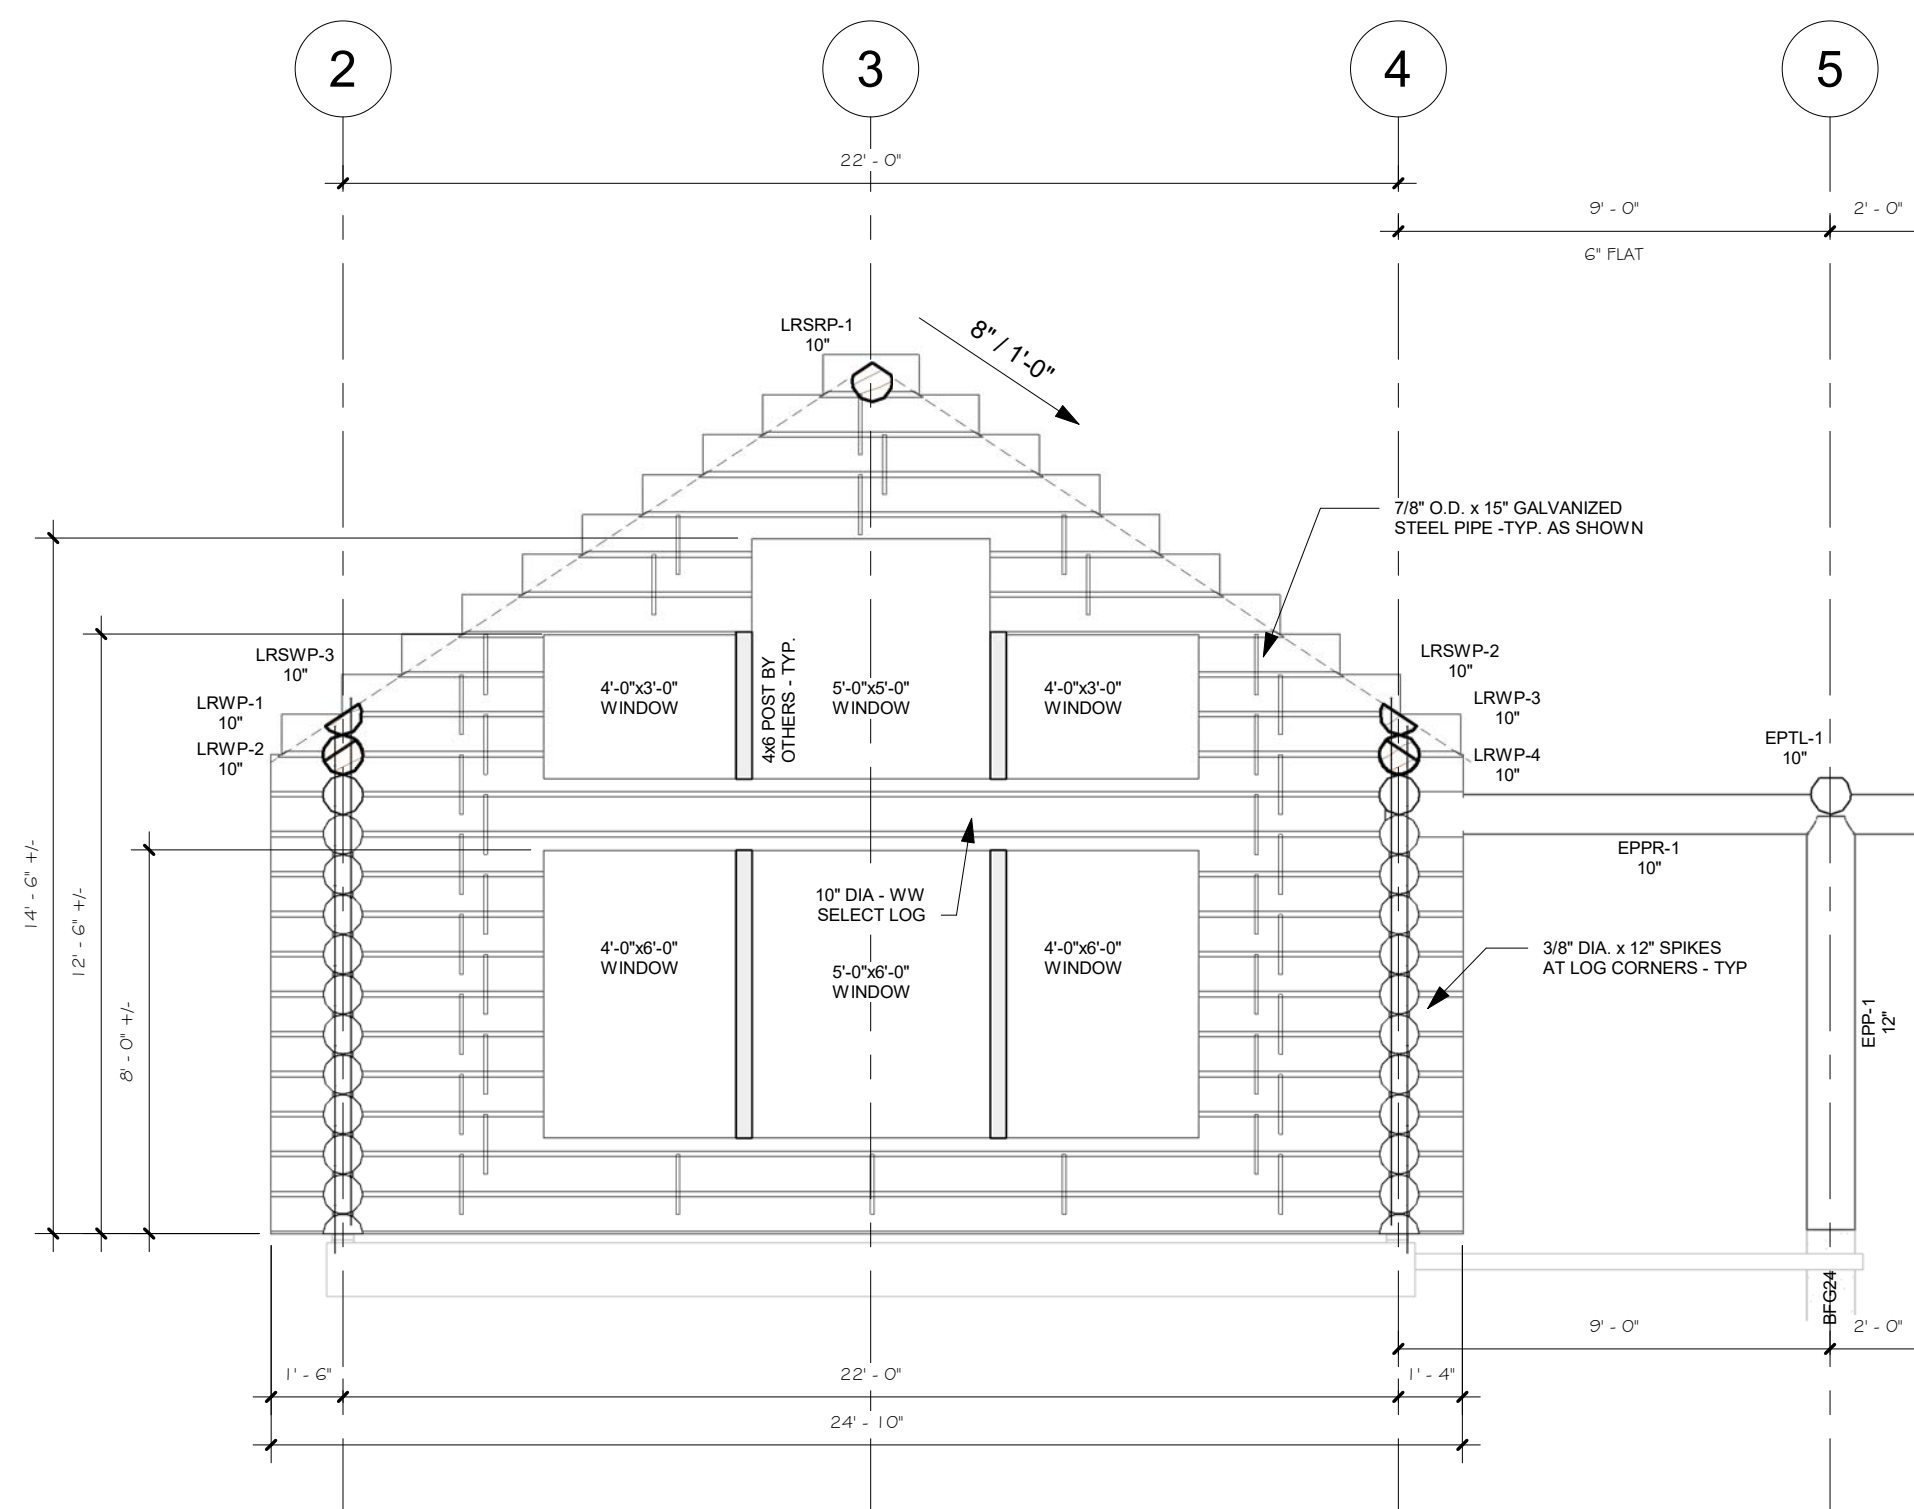 2
3
4
5
22' - 0"
9' - 0"
2' - 0"
6" FLAT
LRSRP-1
10"
8" / 1'-0"
7/8" O.D. x 15" GALVANIZED
STEEL PIPE -TYP. AS SHOWN
LRSWP-3
10"
LRWP-1
10"
LRWP-2
10"
LRSWP-2
10"
LRWP-3
10"
LRWP-4
10"
EPTL-1
10"
4'-0"x3'-0"
WINDOW
4x6 POST BY
OTHERS - TYP.
5'-0"x5'-0"
WINDOW
4'-0"x3'-0"
WINDOW
EPPR-1
10"
14' - 6" +/-
12' - 6" +/-
8' - 0" +/-
10" DIA - WW
SELECT LOG
4'-0"x6'-0"
WINDOW
5'-0"x6'-0"
WINDOW
4'-0"x6'-0"
WINDOW
3/8" DIA. x 12" SPIKES
AT LOG CORNERS - TYP
EPP-1
12"
BFG24
9' - 0"
2' - 0"
1' - 6"
22' - 0"
1' - 4"
24' - 10"